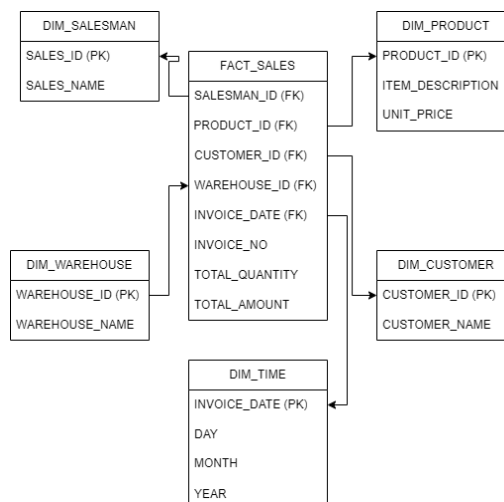 DIM_SALESMAN
SALES_ID (PK)
SALES_NAME
FACT_SALES
SALESMAN_ID (FK)
PRODUCT_ID (FK)
CUSTOMER_ID (FK)
WAREHOUSE_ID (FK)
INVOICE_DATE (FK)
INVOICE_NO
TOTAL_QUANTITY
TOTAL_AMOUNT
DIM_PRODUCT
PRODUCT_ID (PK)
ITEM_DESCRIPTION
UNIT_PRICE
DIM_WAREHOUSE
WAREHOUSE_ID (PK)
WAREHOUSE_NAME
DIM_CUSTOMER
CUSTOMER_ID (PK)
CUSTOMER_NAME
DIM_TIME
INVOICE_DATE (PK)
DAY
MONTH
YEAR